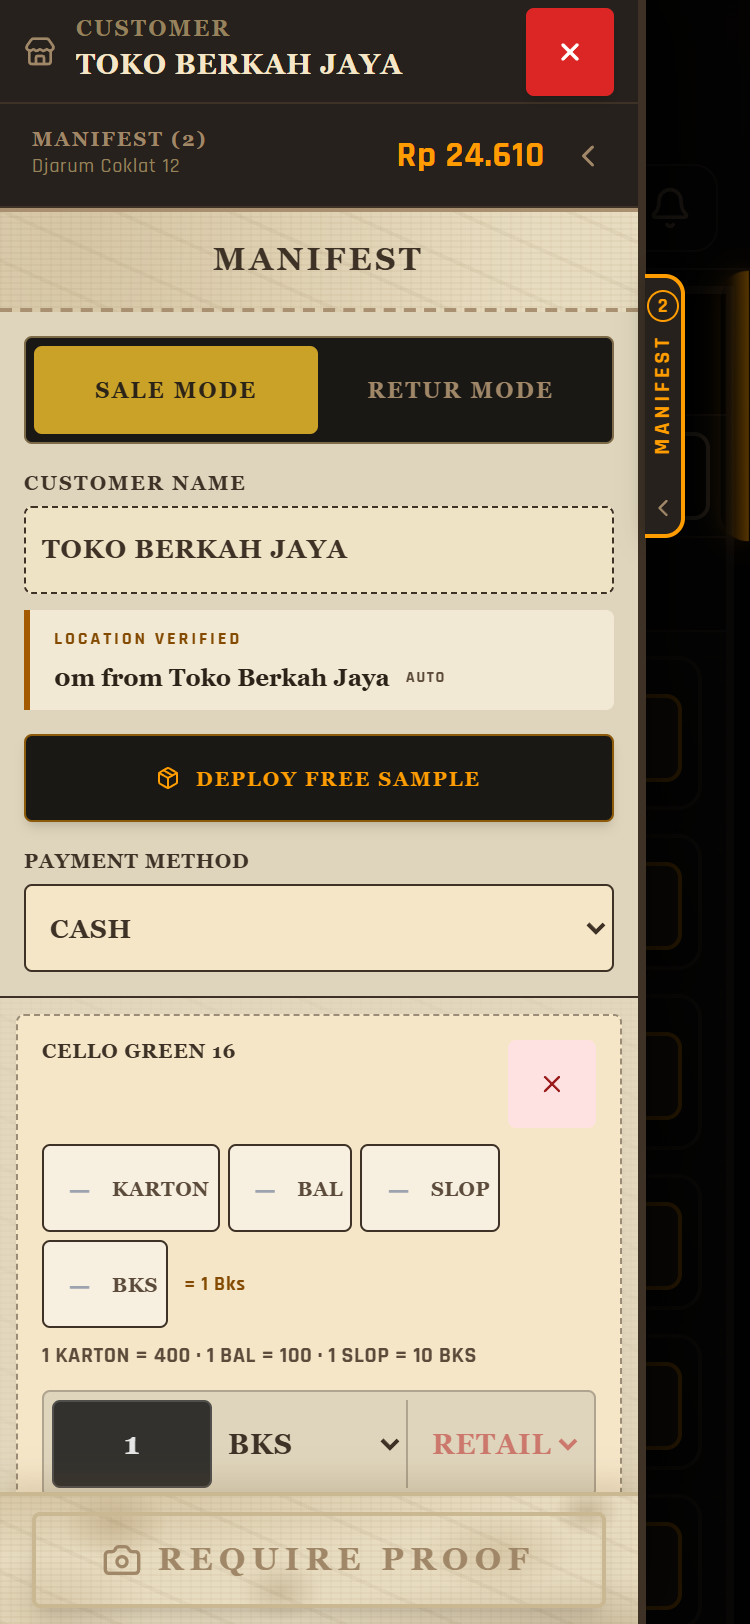 CUSTOMER
TOKO BERKAH JAYA
MANIFEST (2)
Djarum Coklat 12
Rp 24.610
MANIFEST
2
MANIFEST
SALE MODE
RETUR MODE
CUSTOMER NAME
TOKO BERKAH JAYA
LOCATION VERIFIED
0m from Toko Berkah Jaya AUTO
DEPLOY FREE SAMPLE
PAYMENT METHOD
CASH
CELLO GREEN 16
— KARTON — BAL — SLOP
— BKS = 1 Bks
1 KARTON = 400 · 1 BAL = 100 · 1 SLOP = 10 BKS
1 BKS RETAIL
REQUIRE PROOF